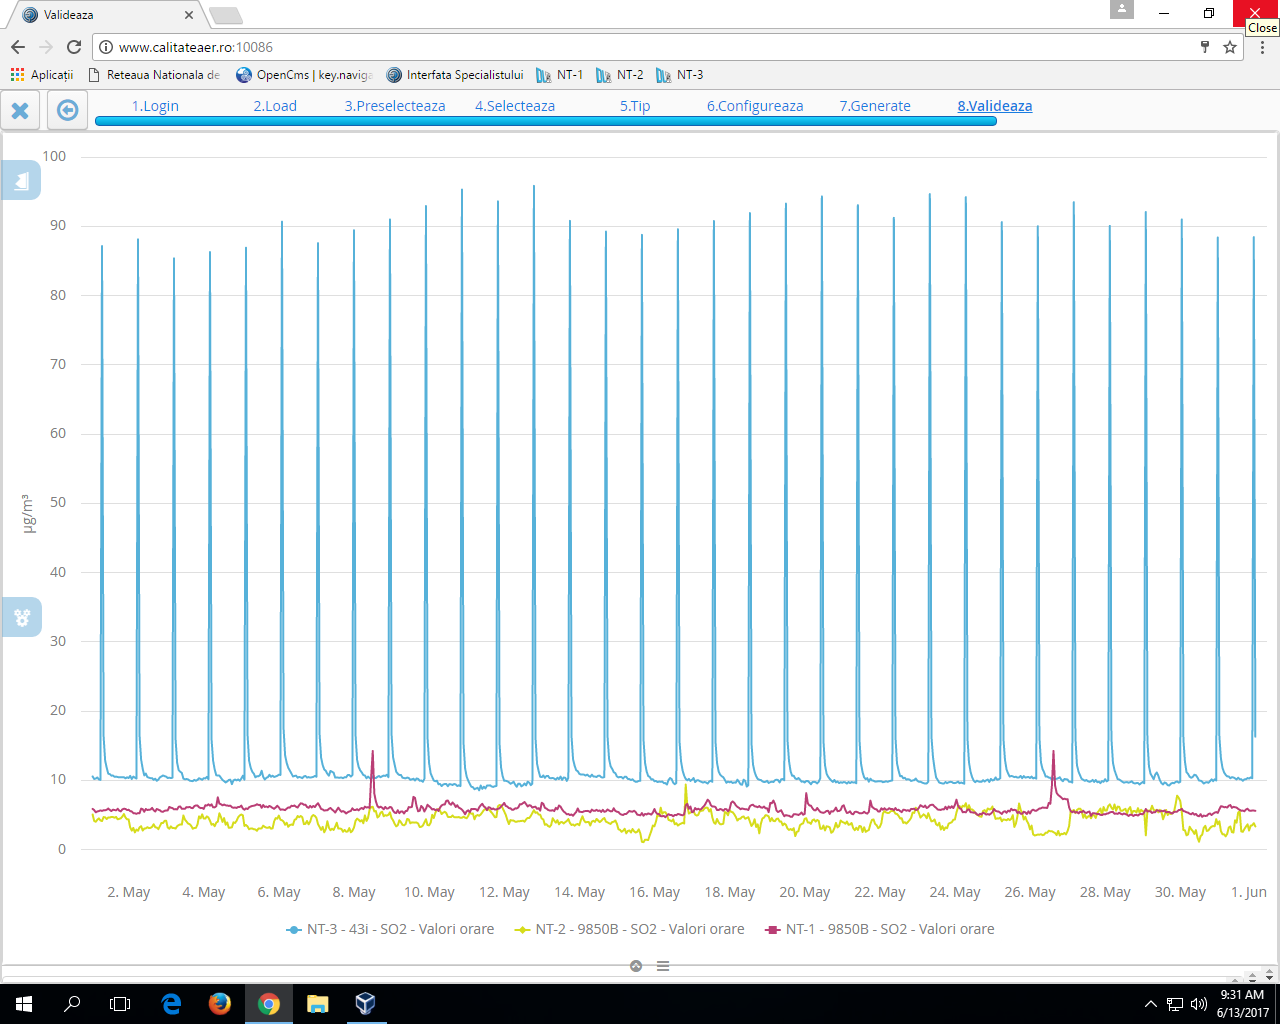 Valideaza
Close
www.calitateaer.ro:10086
Aplicații
Reteaua Nationala de
OpenCms | key.naviga
Interfata Specialistului
NT-1
NT-2
NT-3
1.Login
2.Load
3.Preselecteaza
4.Selecteaza
5.Tip
6.Configureaza
7.Generate
8.Valideaza
100
90
80
70
60
50
40
30
20
10
0
µg/m³
2. May
4. May
6. May
8. May
10. May
12. May
14. May
16. May
18. May
20. May
22. May
24. May
26. May
28. May
30. May
1. Jun
NT-3 - 43i - SO2 - Valori orare
NT-2 - 9850B - SO2 - Valori orare
NT-1 - 9850B - SO2 - Valori orare
9:31 AM
6/13/2017